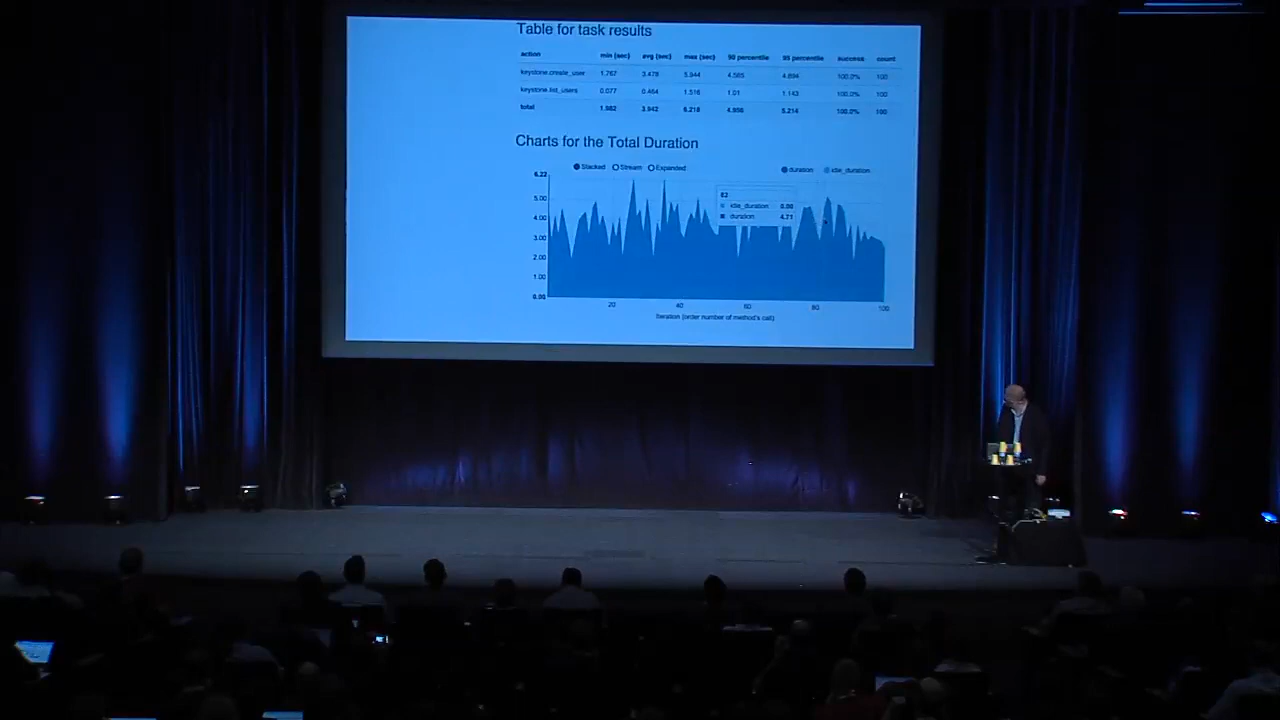 Table for task results
action min (sec) avg (sec) max (sec) 90 percentile 95 percentile success count
keystone.create_user 1.767 3.478 5.944 4.565 4.894 100.0% 100
keystone.list_users 0.077 0.464 1.516 1.01 1.143 100.0% 100
total 1.982 3.942 6.218 4.956 5.214 100.0% 100
Charts for the Total Duration
Stacked Stream Expanded duration idle_duration
6.22
5.00
4.00
3.00
2.00
1.00
0.00
82
idle_duration 0.00
duration 4.71
20 40 60 80 100
Iteration (order number of method's call)